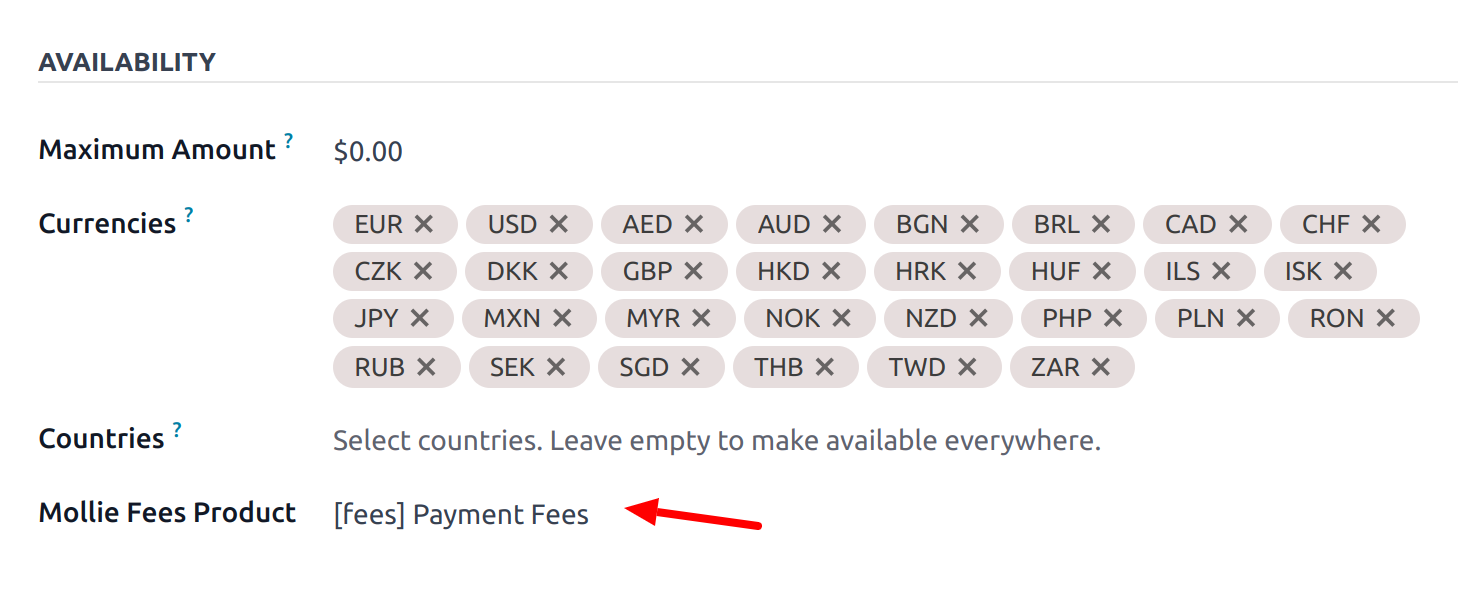 AVAILABILITY
Maximum Amount ? $0.00
Currencies ? EUR ✕ USD ✕ AED ✕ AUD ✕ BGN ✕ BRL ✕ CAD ✕ CHF ✕
CZK ✕ DKK ✕ GBP ✕ HKD ✕ HRK ✕ HUF ✕ ILS ✕ ISK ✕
JPY ✕ MXN ✕ MYR ✕ NOK ✕ NZD ✕ PHP ✕ PLN ✕ RON ✕
RUB ✕ SEK ✕ SGD ✕ THB ✕ TWD ✕ ZAR ✕
Countries ? Select countries. Leave empty to make available everywhere.
Mollie Fees Product [fees] Payment Fees